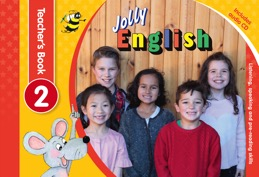 Teacher's Book
2
Jolly
English
Includes
audio CD
Listening, speaking and pre-reading skills